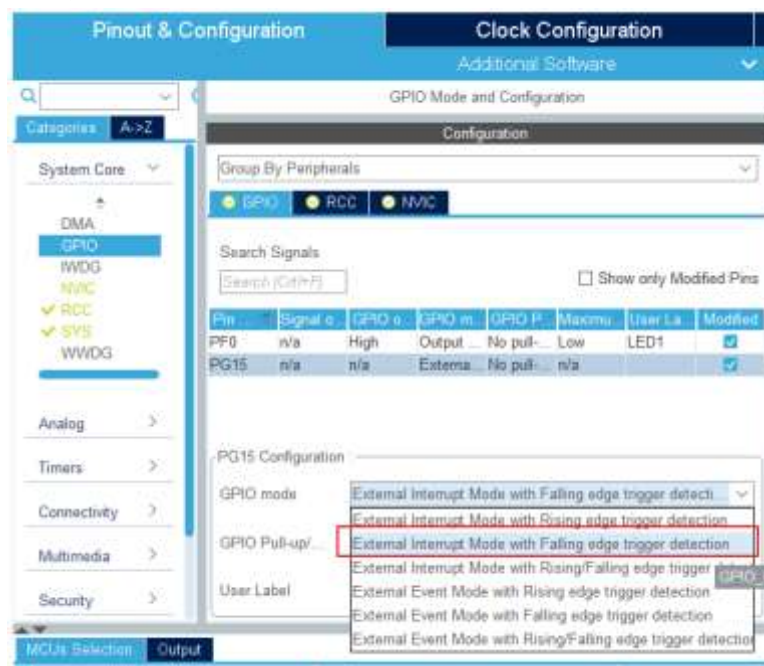 Pinout & Configuration
Clock Configuration
Additional Software
GPIO Mode and Configuration
Categories
A->Z
Configuration
System Core
Group By Peripherals
GPIO
RCC
NVIC
DMA
GPIO
IWDG
NVIC
RCC
SYS
WWDG
Search Signals
Search (Crtl+F)
Show only Modified Pins
Pin
Signal o...
GPIO o...
GPIO m...
GPIO P...
Maximu...
User La...
Modified
PF0 n/a High Output ... No pull-... Low LED1
PG15 n/a n/a Externa... No pull-... n/a
Analog
Timers
Connectivity
Multimedia
Security
PG15 Configuration
GPIO mode
External Interrupt Mode with Falling edge trigger detecti
External Interrupt Mode with Rising edge trigger detection
GPIO Pull-up/...
External Interrupt Mode with Falling edge trigger detection
External Interrupt Mode with Rising/Falling edge trigger
GPIO_
User Label
External Event Mode with Rising edge trigger detection
External Event Mode with Falling edge trigger detection
External Event Mode with Rising/Falling edge trigger detection
MCUs Selection
Output